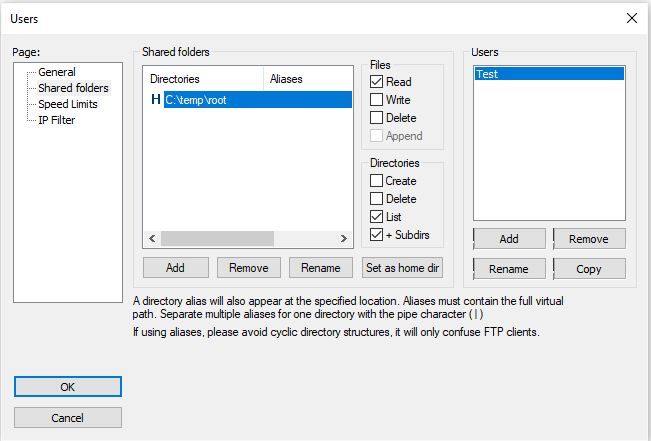 Users
Page:
General
Shared folders
Speed Limits
IP Filter
OK
Cancel
Shared folders
Directories Aliases
H C:\temp\root
Add Remove Rename Set as home dir
Files
Read
Write
Delete
Append
Directories
Create
Delete
List
+ Subdirs
Users
Test
Add Remove
Rename Copy
A directory alias will also appear at the specified location. Aliases must contain the full virtual
path. Separate multiple aliases for one directory with the pipe character ( | )
If using aliases, please avoid cyclic directory structures, it will only confuse FTP clients.